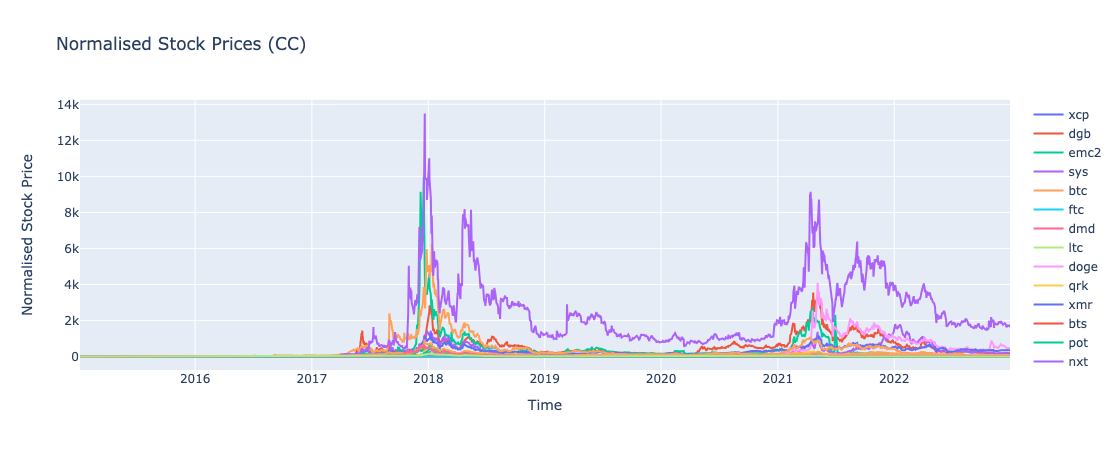 Normalised Stock Prices (CC)
14k
12k
10k
8k
6k
4k
2k
0
Normalised Stock Price
2016 2017 2018 2019 2020 2021 2022
Time
xcp
dgb
emc2
sys
btc
ftc
dmd
ltc
doge
qrk
xmr
bts
pot
nxt